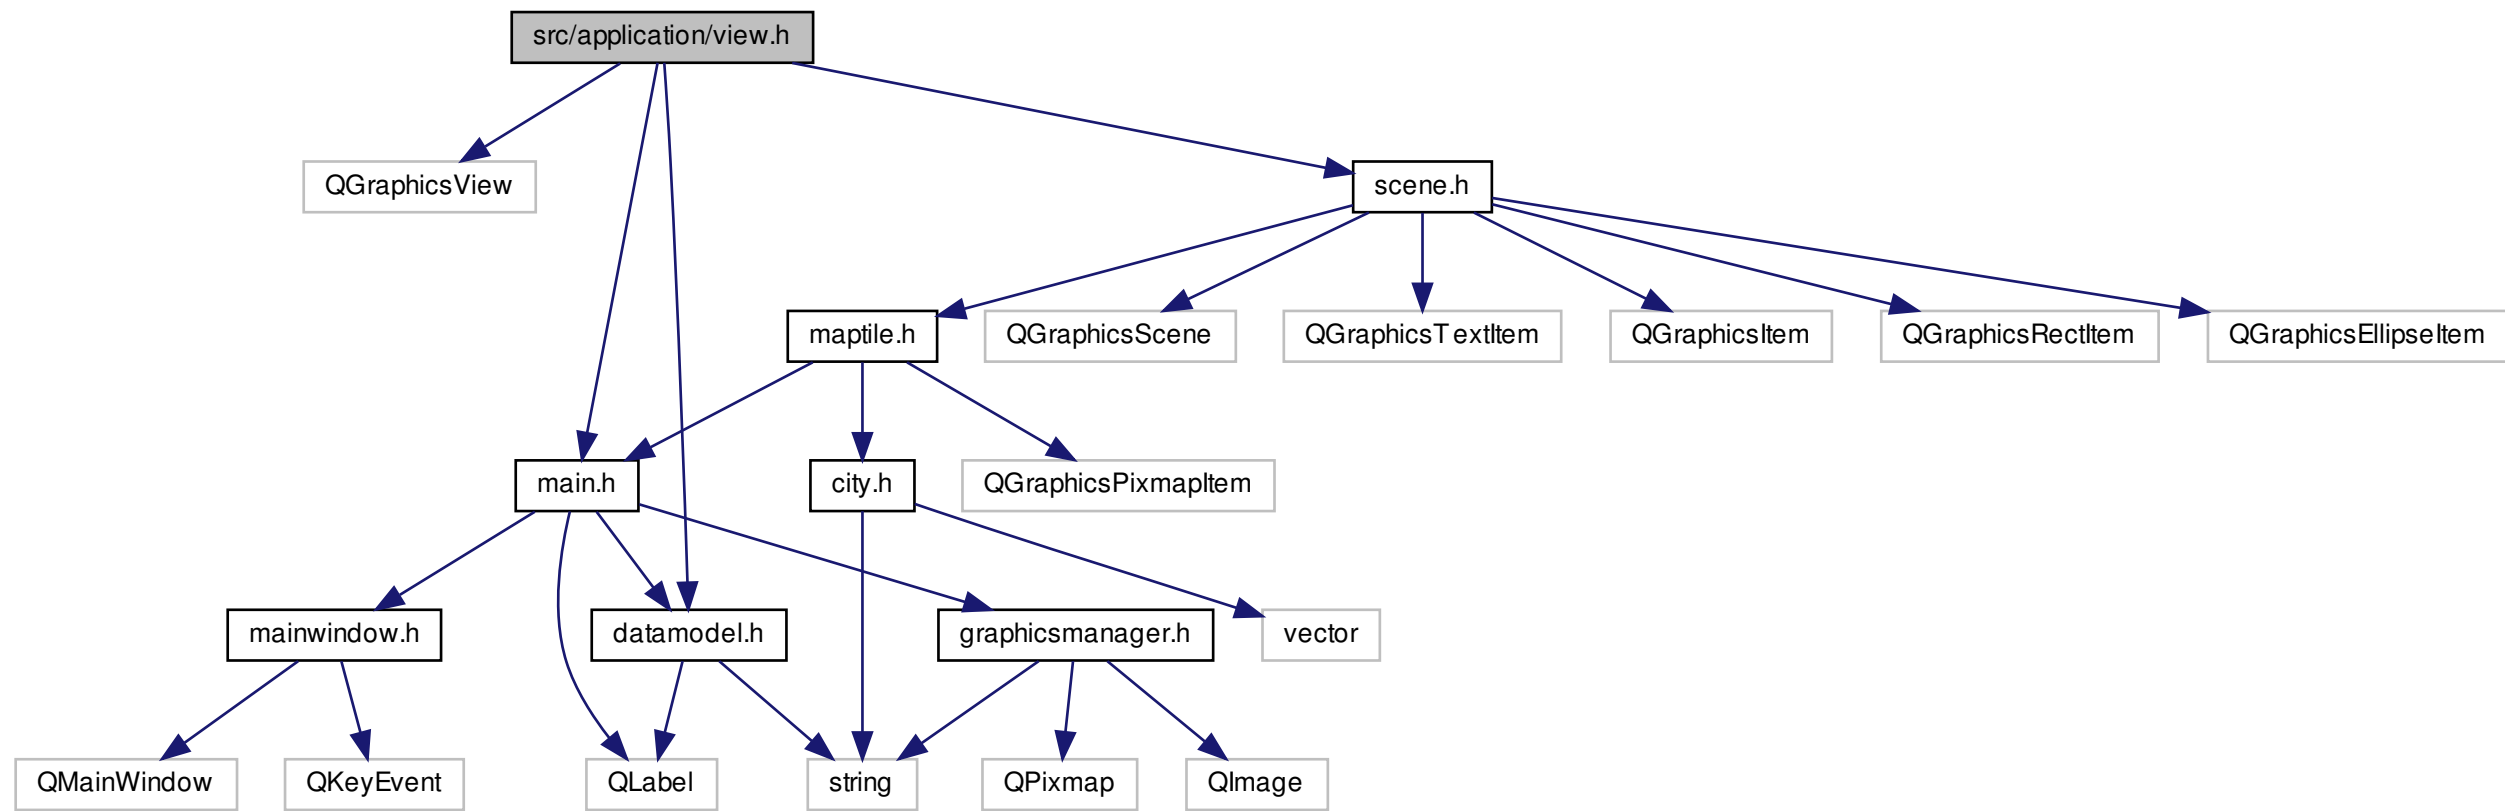 src/application/view.h
QGraphicsView
scene.h
maptile.h
QGraphicsScene
QGraphicsTextItem
QGraphicsItem
QGraphicsRectItem
QGraphicsEllipseItem
main.h
city.h
QGraphicsPixmapItem
mainwindow.h
datamodel.h
graphicsmanager.h
vector
QMainWindow
QKeyEvent
QLabel
string
QPixmap
QImage